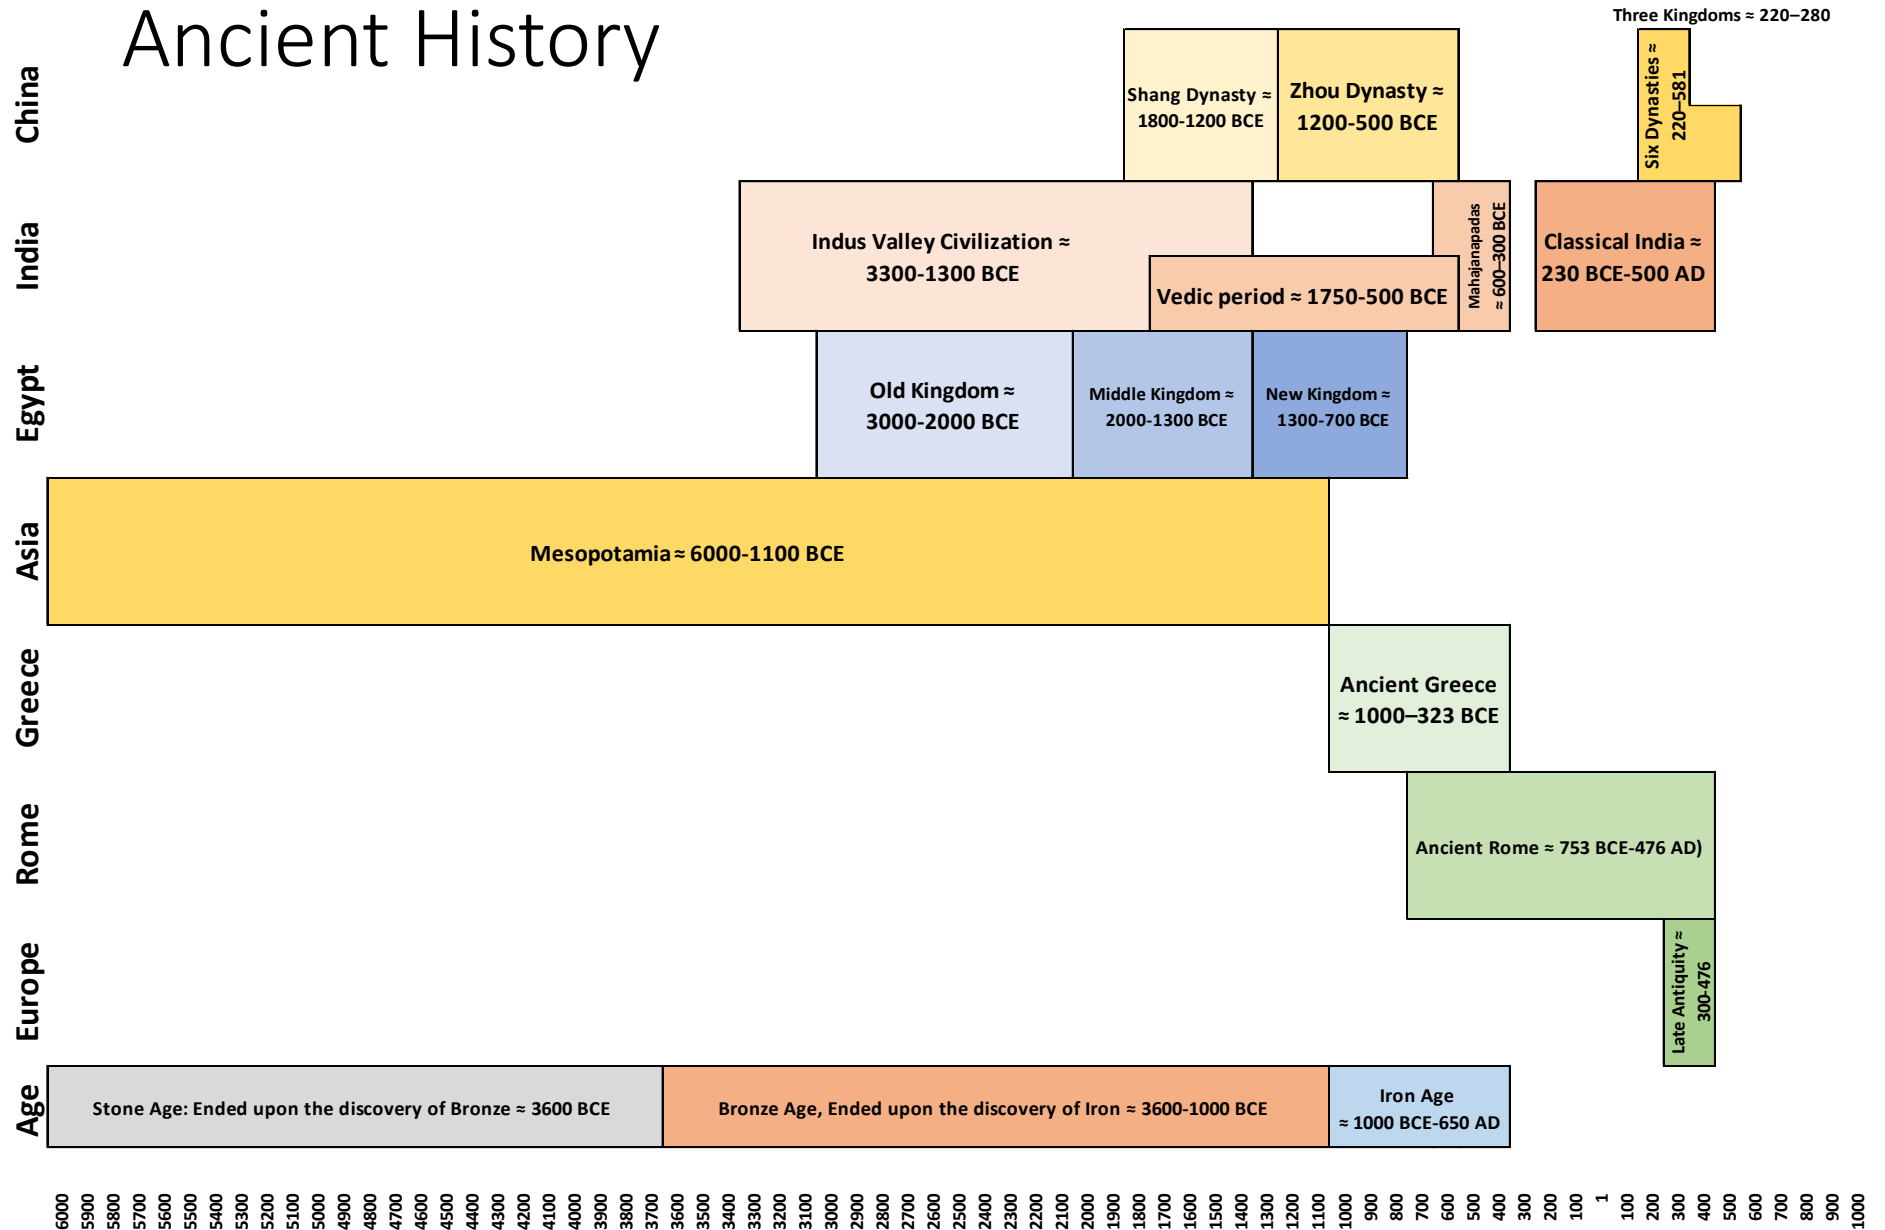 Ancient History
Three Kingdoms ≈ 220–280
China
Shang Dynasty ≈
1800-1200 BCE
Zhou Dynasty ≈
1200-500 BCE
Six Dynasties ≈
220–581
India
Indus Valley Civilization ≈
3300-1300 BCE
Vedic period ≈ 1750-500 BCE
Mahajanapadas
≈ 600–300 BCE
Classical India ≈
230 BCE-500 AD
Egypt
Old Kingdom ≈
3000-2000 BCE
Middle Kingdom ≈
2000-1300 BCE
New Kingdom ≈
1300-700 BCE
Asia
Mesopotamia ≈ 6000-1100 BCE
Greece
Ancient Greece
≈ 1000–323 BCE
Rome
Ancient Rome ≈ 753 BCE-476 AD)
Europe
Late Antiquity ≈
300-476
Age
Stone Age: Ended upon the discovery of Bronze ≈ 3600 BCE
Bronze Age, Ended upon the discovery of Iron ≈ 3600-1000 BCE
Iron Age
≈ 1000 BCE-650 AD
6000
5900
5800
5700
5600
5500
5400
5300
5200
5100
5000
4900
4800
4700
4600
4500
4400
4300
4200
4100
4000
3900
3800
3700
3600
3500
3400
3300
3200
3100
3000
2900
2800
2700
2600
2500
2400
2300
2200
2100
2000
1900
1800
1700
1600
1500
1400
1300
1200
1100
1000
900
800
700
600
500
400
300
200
100
1
100
200
300
400
500
600
700
800
900
1000